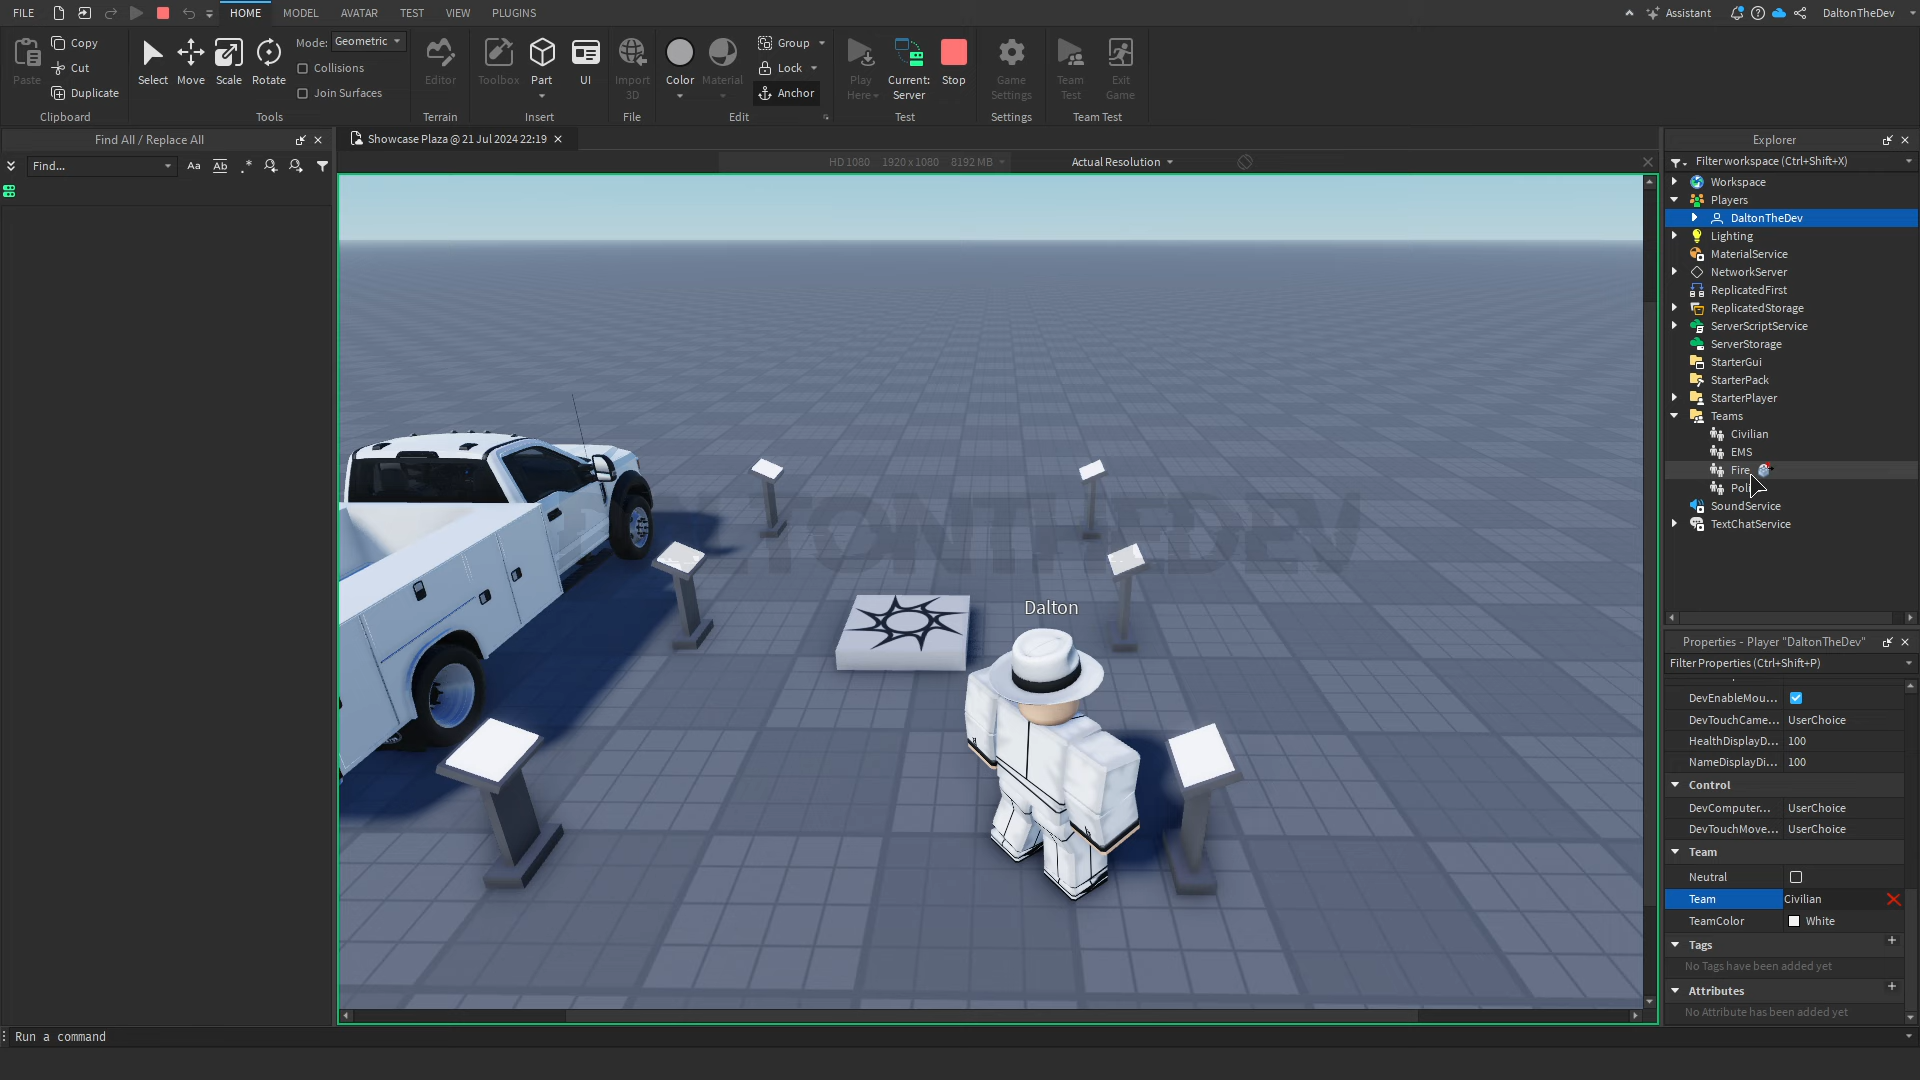 FILE
HOME
MODEL
AVATAR
TEST
VIEW
PLUGINS
Assistant
DaltonTheDev
Paste
Copy
Cut
Duplicate
Clipboard
Select
Move
Scale
Rotate
Mode: Geometric
Collisions
Join Surfaces
Tools
Editor
Terrain
Toolbox
Part
UI
Insert
Import
3D
File
Color
Material
Group
Lock
Anchor
Edit
Play
Here
Current:
Server
Stop
Test
Game
Settings
Settings
Team
Test
Exit
Game
Team Test
Find All / Replace All
Find...
Aa
Ab
.*
Showcase Plaza @ 21 Jul 2024 22:19
HD 1080 1920 x 1080 8192 MB
Actual Resolution
DALTONTHEDEV
Dalton
Explorer
Filter workspace (Ctrl+Shift+X)
Workspace
Players
DaltonTheDev
Lighting
MaterialService
NetworkServer
ReplicatedFirst
ReplicatedStorage
ServerScriptService
ServerStorage
StarterGui
StarterPack
StarterPlayer
Teams
Civilian
EMS
Fire
SoundService
TextChatService
Properties - Player "DaltonTheDev"
Filter Properties (Ctrl+Shift+P)
DevEnableMou...
DevTouchCame... UserChoice
HealthDisplayD... 100
NameDisplayDi... 100
Control
DevComputer... UserChoice
DevTouchMove... UserChoice
Team
Neutral
Team Civilian
TeamColor White
Tags
No Tags have been added yet
Attributes
No Attribute has been added yet
Run a command